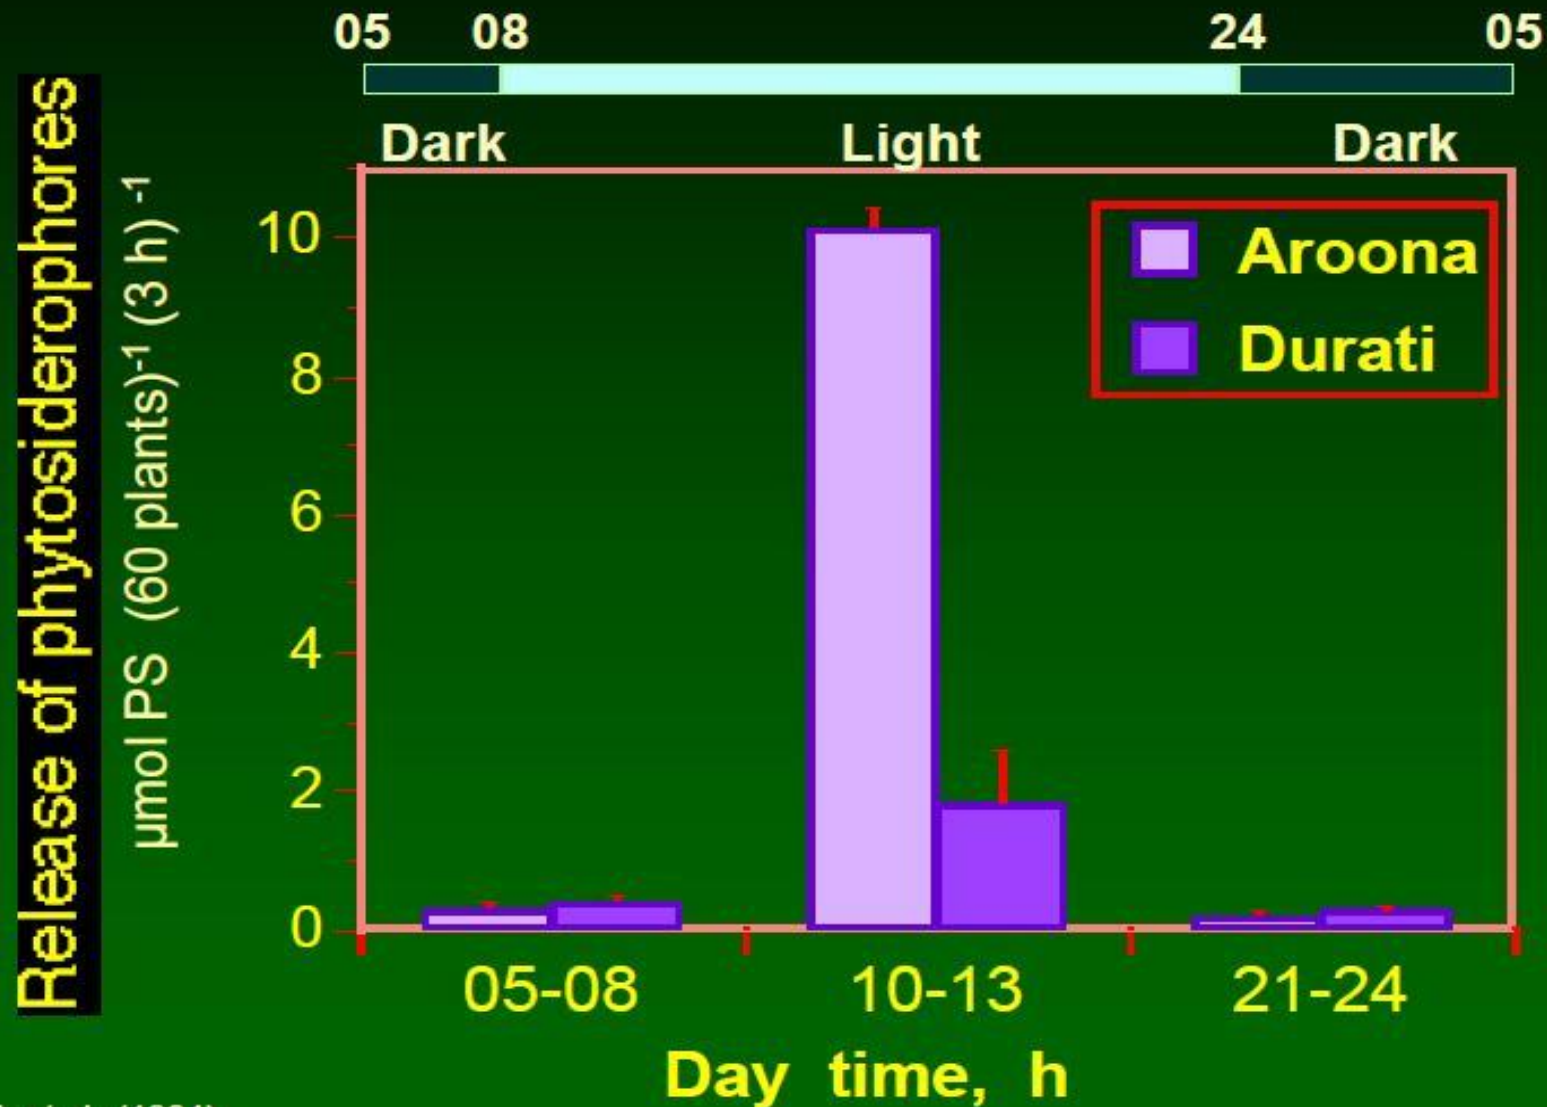 05 08 24 05
Dark Light Dark
Release of phytosiderophores
µmol PS (60 plants)-1 (3 h) -1
10
8
6
4
2
0
Aroona
Durati
05-08 10-13 21-24
Day time, h